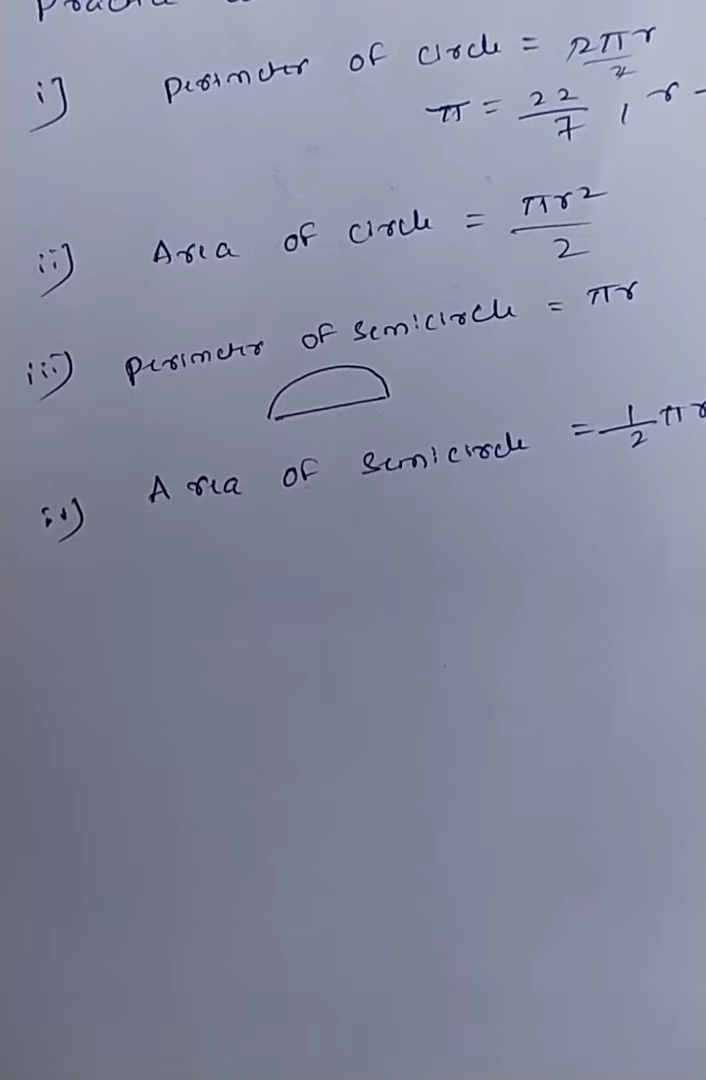 i) perimeter of circle = 2πr/2
π = 22/7 , r -
ii) Area of circle = πr²/2
iii) perimeter of semicircle = πr
iv) Area of semicircle = 1/2 πr